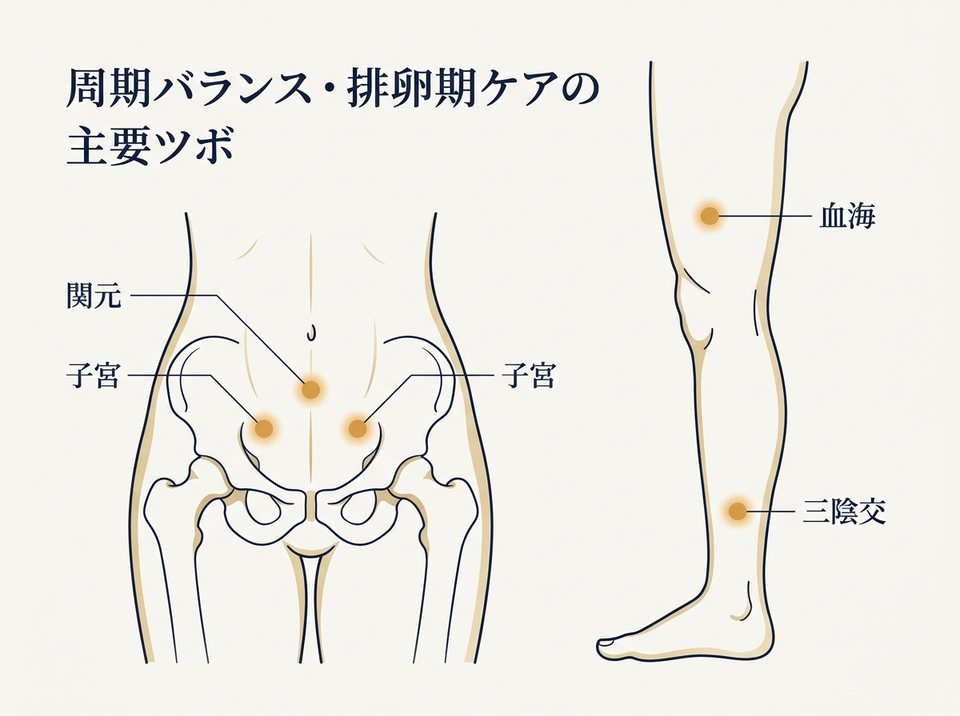 周期バランス・排卵期ケアの
主要ツボ
血海
関元
子宮
子宮
三陰交